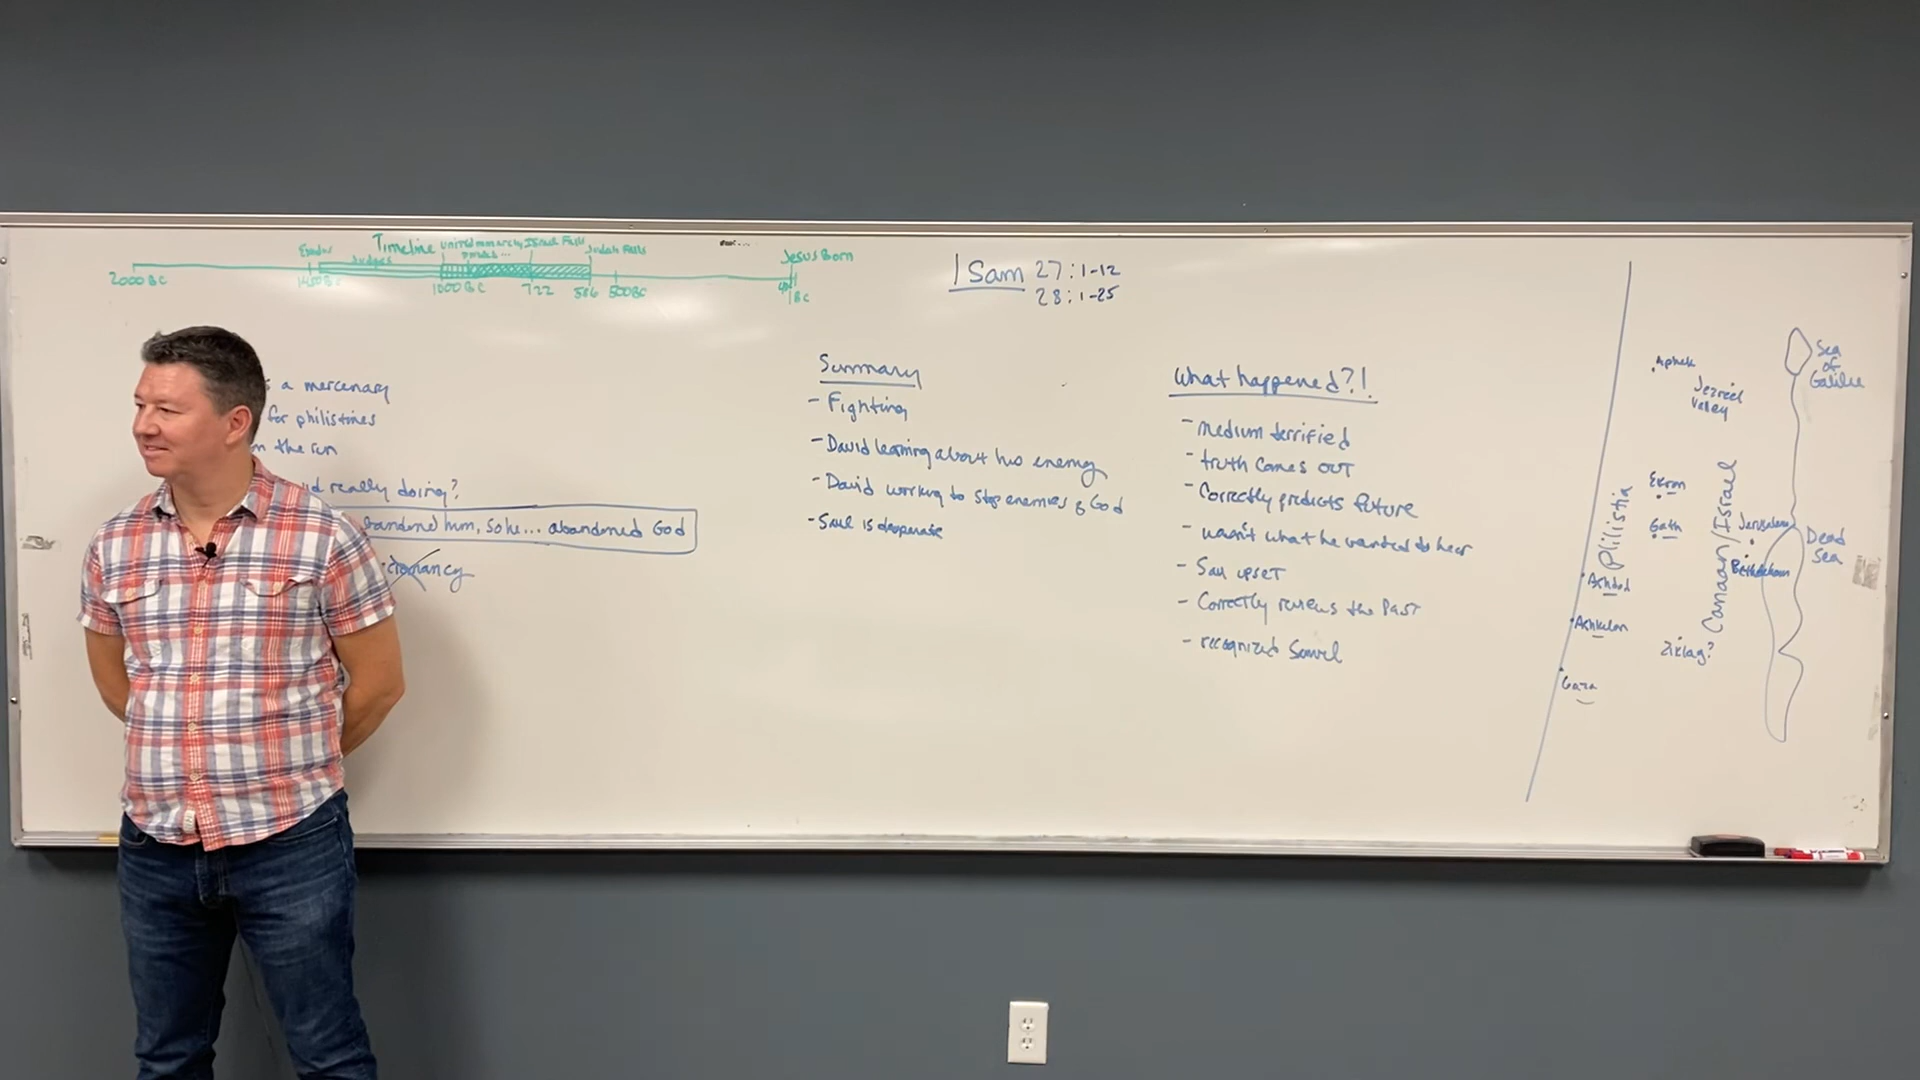 Timeline
Exodus
Judges
united monarchy
Israel Falls
Judah Falls
Jesus Born
2000 BC
1000 BC
722
586
500 BC
1 BC
1 Sam 27:1-12
28:1-25
a mercenary
for philistines
the run
really doing?
him, so he... abandoned God
Summary
- Fighting
- David learning about his enemy
- David working to stop enemies of God
- Saul is desperate
What happened?!
- medium terrified
- truth comes out
- Correctly predicts future
- wasn't what he wanted to hear
- Saul upset
- Correctly reviews the past
- recognized Samuel
Aphek
Jezreel
Valley
Sea
of
Galilee
Philistia
Canaan/Israel
Ekron
Gath
Jerusalem
Bethlehem
Dead
Sea
Ashdod
Ashkelon
Ziklag?
Gaza